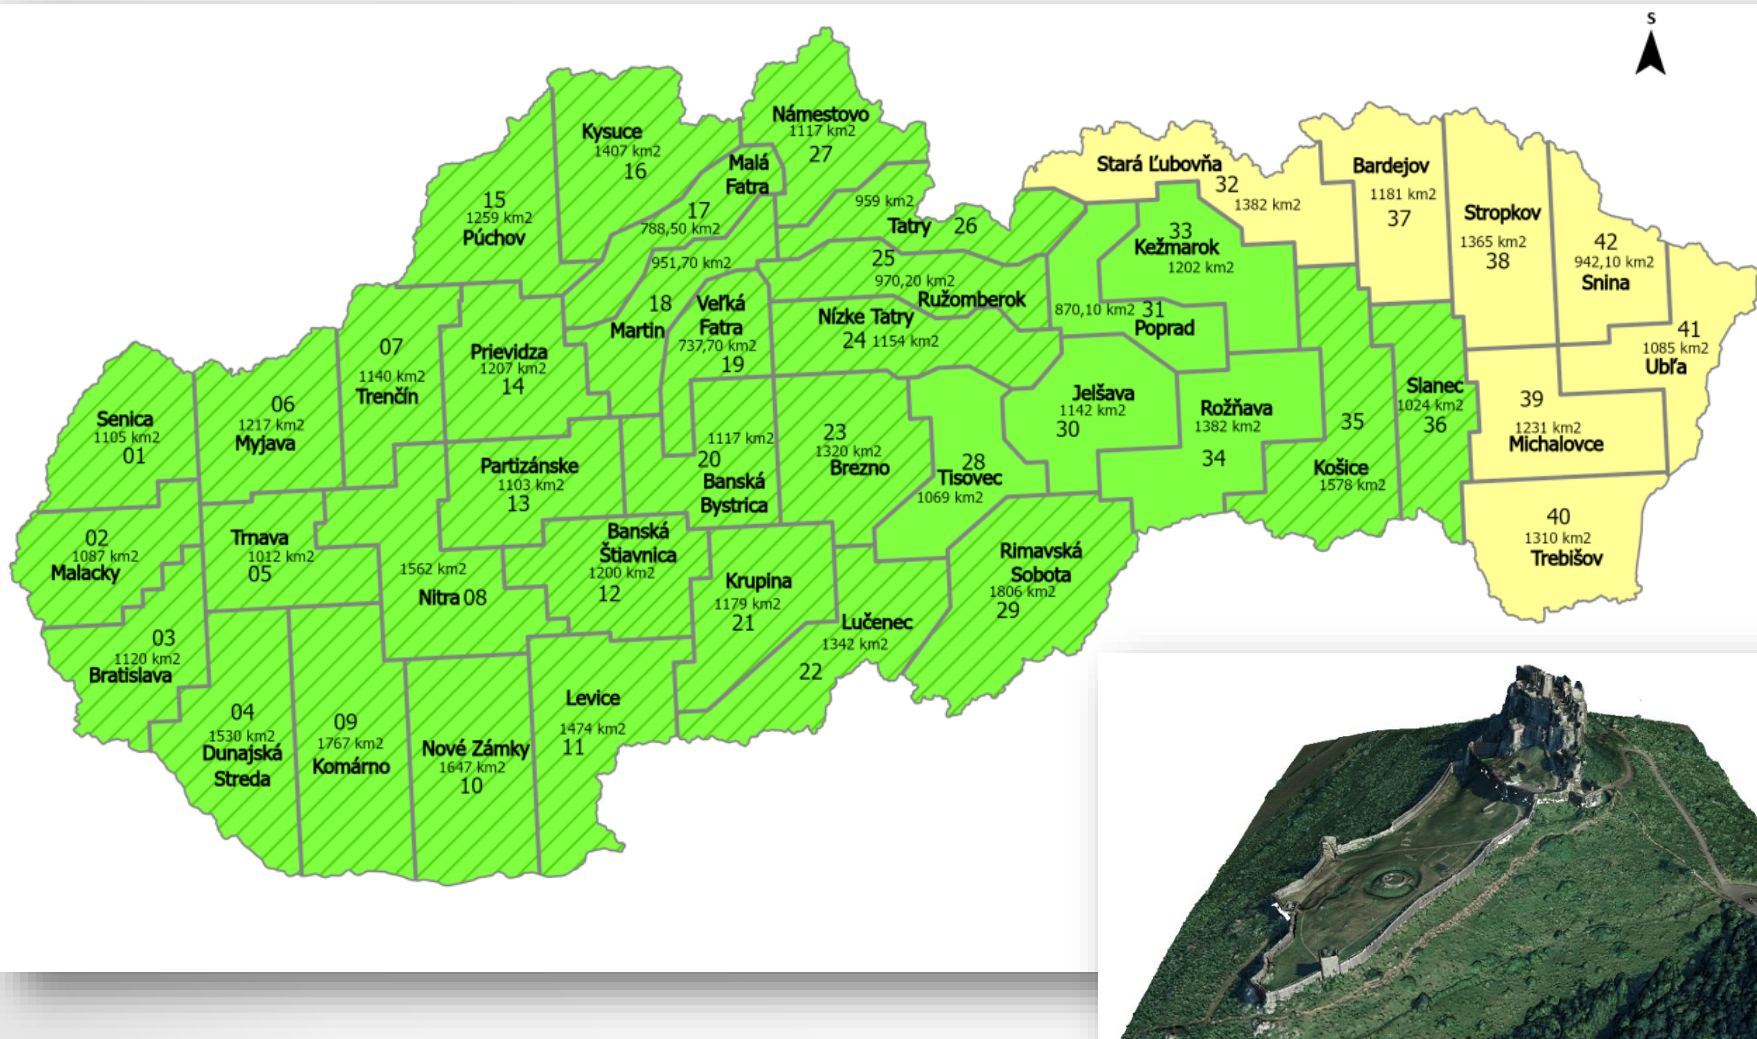 S
Námestovo
1117 km2
27
Kysuce
1407 km2
16
Malá
Fatra
17
788,50 km2
15
1259 km2
Púchov
959 km2
Tatry 26
951,70 km2
25
970,20 km2
Ružomberok
18
Martin
Veľká
Fatra
737,70 km2
19
Nízke Tatry
24 1154 km2
Stará Ľubovňa
32
1382 km2
33
Kežmarok
1202 km2
870,10 km2 31
Poprad
Bardejov
1181 km2
37
Stropkov
1365 km2
38
42
942,10 km2
Snina
41
1085 km2
Ubľa
07
1140 km2
Trenčín
Prievidza
1207 km2
14
Senica
1105 km2
01
06
1217 km2
Myjava
Partizánske
1103 km2
13
1117 km2
20
Banská
Bystrica
23
1320 km2
Brezno
28
Tisovec
1069 km2
Jelšava
1142 km2
30
Rožňava
1382 km2
34
35
Košice
1578 km2
Slanec
1024 km2
36
39
1231 km2
Michalovce
40
1310 km2
Trebišov
02
1087 km2
Malacky
Trnava
1012 km2
05
1562 km2
Nitra 08
Banská
Štiavnica
1200 km2
12
Krupina
1179 km2
21
Lučenec
1342 km2
22
Rimavská
Sobota
1806 km2
29
03
1120 km2
Bratislava
04
1530 km2
Dunajská
Streda
09
1767 km2
Komárno
Nové Zámky
1647 km2
10
Levice
1474 km2
11